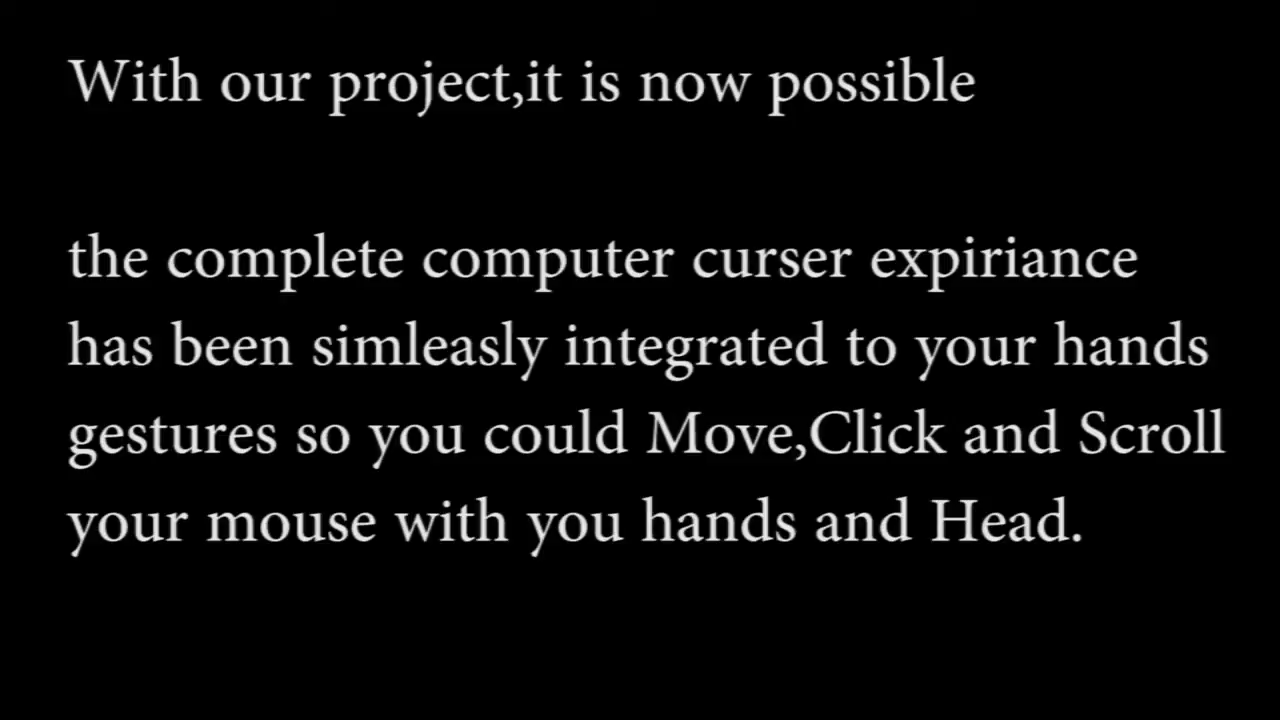 With our project,it is now possible
the complete computer curser expiriance
has been simleasly integrated to your hands
gestures so you could Move,Click and Scroll
your mouse with you hands and Head.